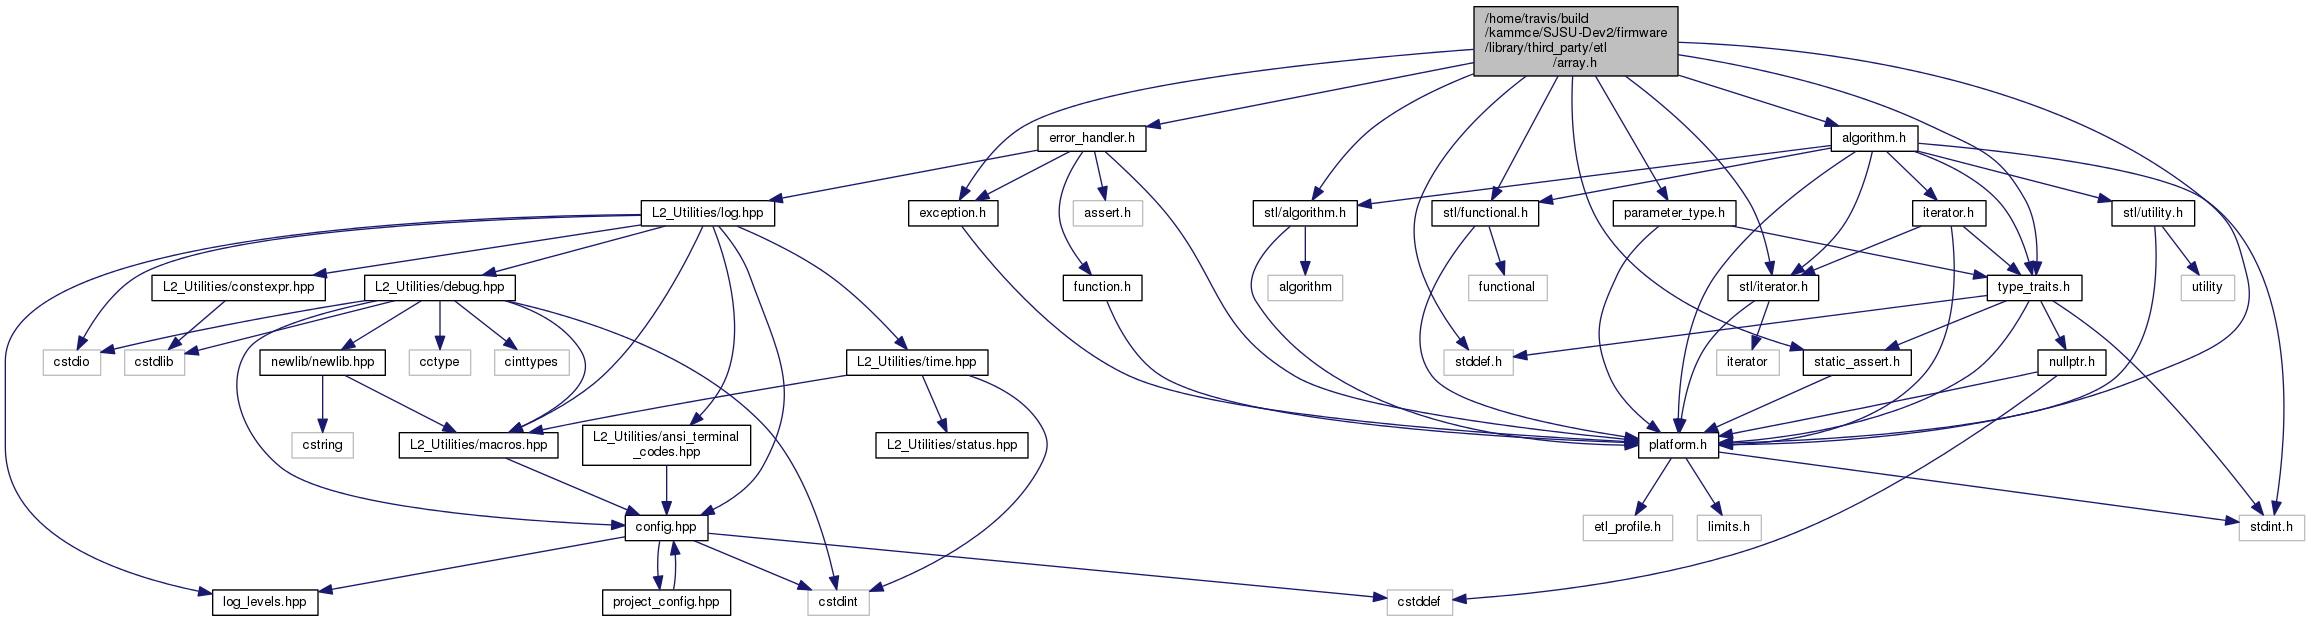 /home/travis/build
/kammce/SJSU-Dev2/firmware
/library/third_party/etl
/array.h
error_handler.h
algorithm.h
L2_Utilities/log.hpp
exception.h
assert.h
stl/algorithm.h
stl/functional.h
parameter_type.h
iterator.h
stl/utility.h
L2_Utilities/constexpr.hpp
L2_Utilities/debug.hpp
function.h
algorithm
functional
stl/iterator.h
type_traits.h
utility
cstdio
cstdlib
newlib/newlib.hpp
cctype
cinttypes
L2_Utilities/time.hpp
stddef.h
iterator
static_assert.h
nullptr.h
cstring
L2_Utilities/macros.hpp
L2_Utilities/ansi_terminal
_codes.hpp
L2_Utilities/status.hpp
platform.h
config.hpp
etl_profile.h
limits.h
stdint.h
log_levels.hpp
project_config.hpp
cstdint
cstddef